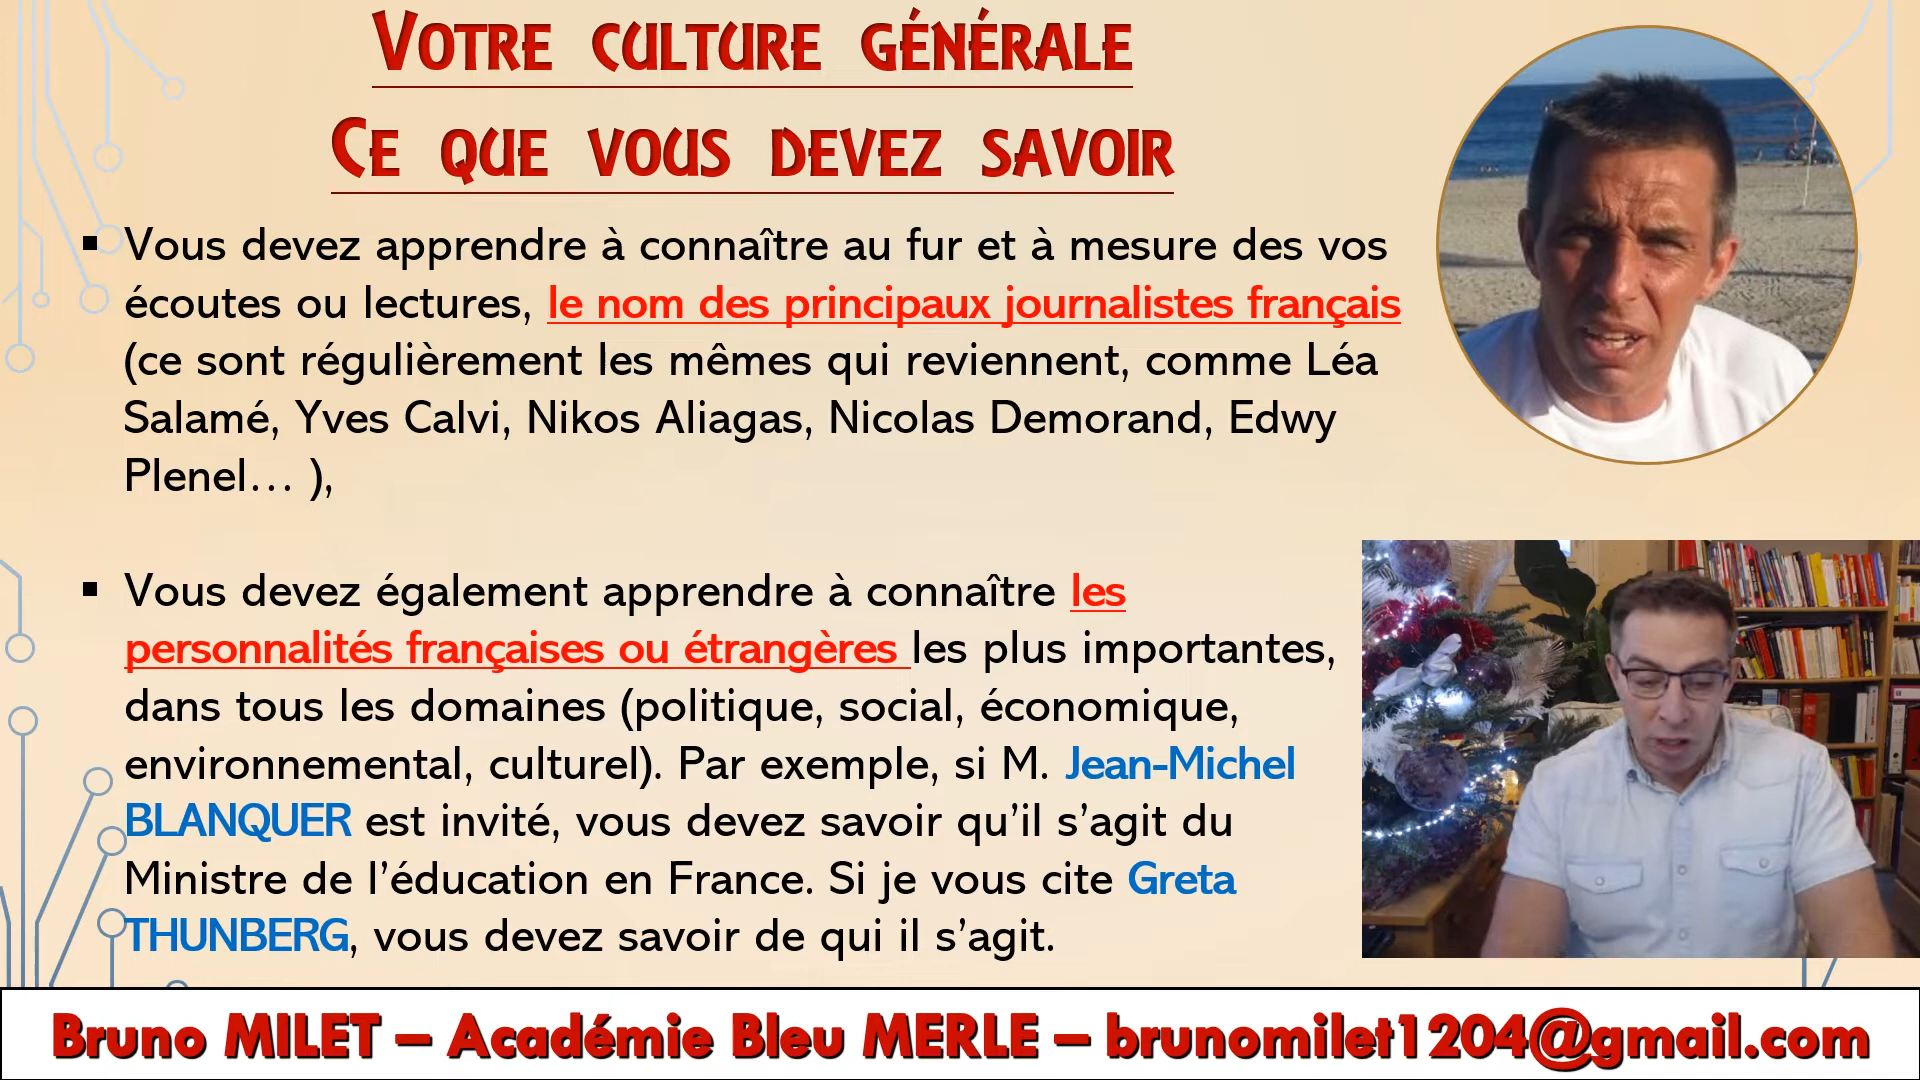 Votre culture générale
Ce que vous devez savoir
▪ Vous devez apprendre à connaître au fur et à mesure des vos
écoutes ou lectures, le nom des principaux journalistes français
(ce sont régulièrement les mêmes qui reviennent, comme Léa
Salamé, Yves Calvi, Nikos Aliagas, Nicolas Demorand, Edwy
Plenel… ),
▪ Vous devez également apprendre à connaître les
personnalités françaises ou étrangères les plus importantes,
dans tous les domaines (politique, social, économique,
environnemental, culturel). Par exemple, si M. Jean-Michel
BLANQUER est invité, vous devez savoir qu’il s’agit du
Ministre de l’éducation en France. Si je vous cite Greta
THUNBERG, vous devez savoir de qui il s’agit.
Bruno MILET – Académie Bleu MERLE – brunomilet1204@gmail.com